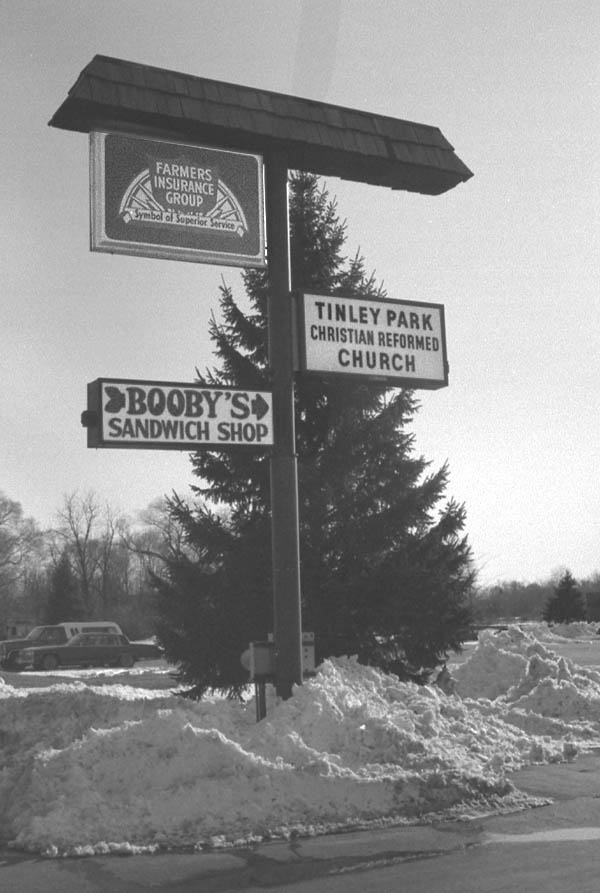 FARMERS
INSURANCE
GROUP
Symbol of Superior Service
TINLEY PARK
CHRISTIAN REFORMED
CHURCH
BOOBY'S
SANDWICH SHOP